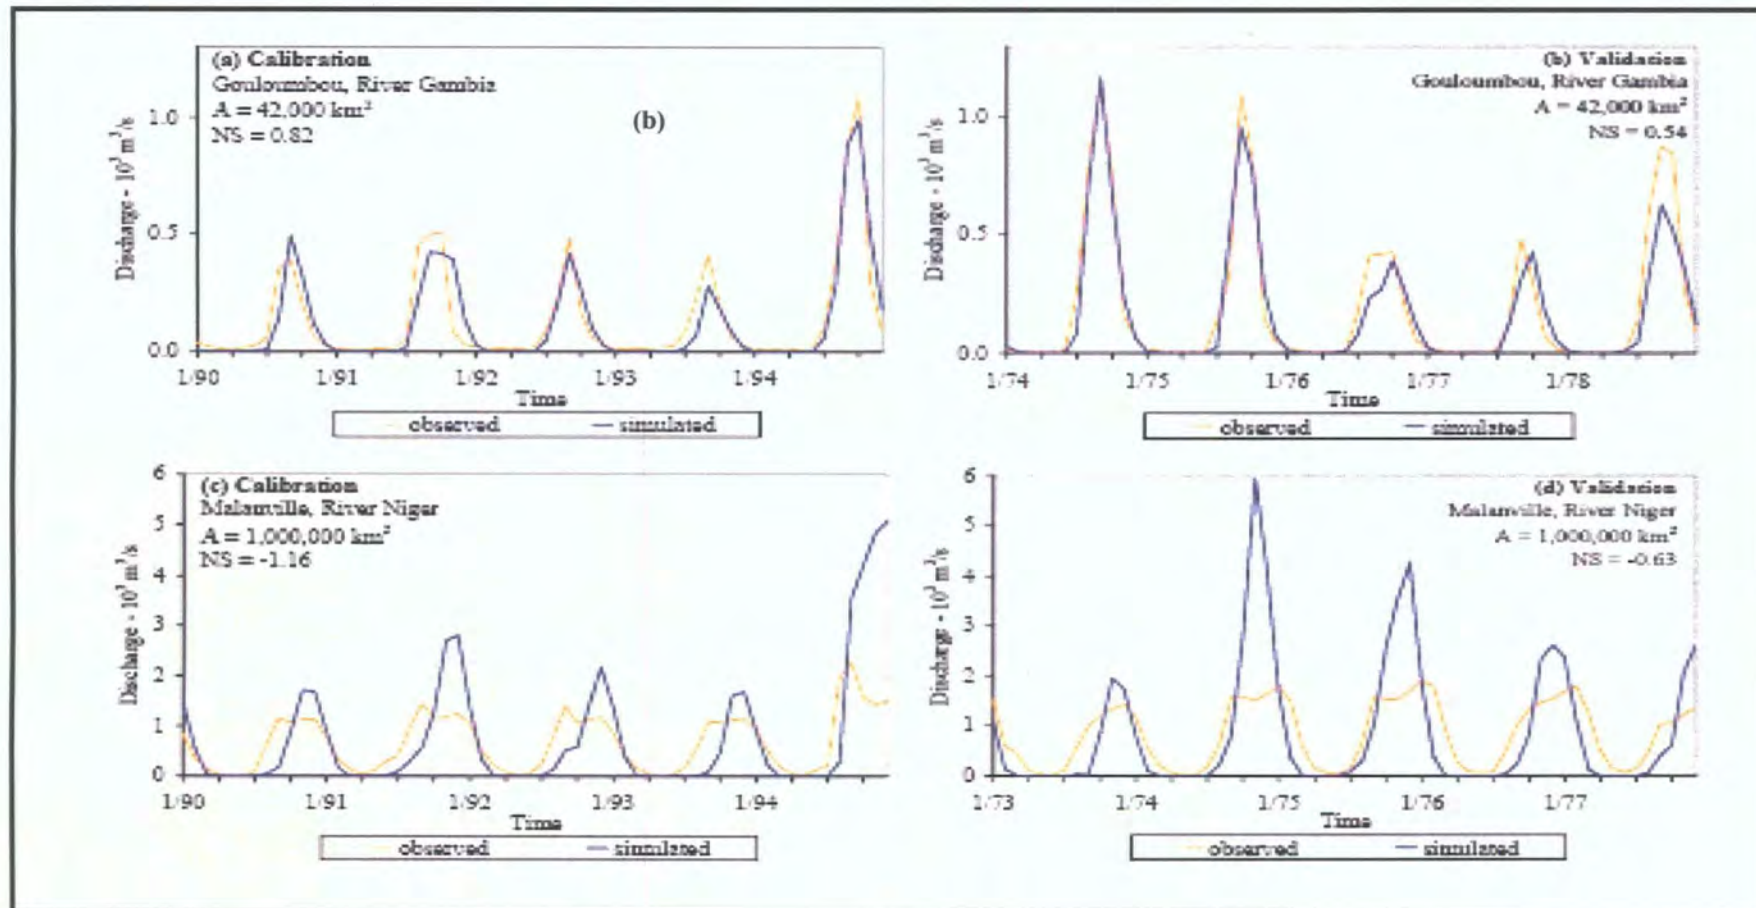 (a) Calibration
Gouloumbou, River Gambia
A = 42,000 km²
NS = 0.82
(b)
Discharge - 10³ m³/s
1.0
0.5
0.0
1/90 1/91 1/92 1/93 1/94
Time
observed simulated
(b) Validation
Gouloumbou, River Gambia
A = 42,000 km²
NS = 0.54
Discharge - 10³ m³/s
1.0
0.5
0.0
1/74 1/75 1/76 1/77 1/78
Time
observed simulated
(c) Calibration
Malanville, River Niger
A = 1,000,000 km²
NS = -1.16
Discharge - 10³ m³/s
6
5
4
3
2
1
0
1/90 1/91 1/92 1/93 1/94
Time
observed simulated
(d) Validation
Malanville, River Niger
A = 1,000,000 km²
NS = -0.63
Discharge - 10³ m³/s
6
5
4
3
2
1
0
1/73 1/74 1/75 1/76 1/77
Time
observed simulated